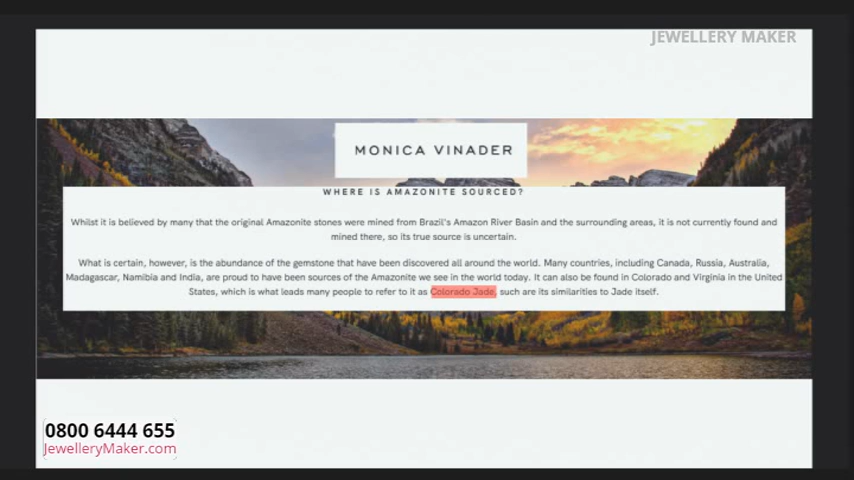 JEWELLERY MAKER
MONICA VINADER
WHERE IS AMAZONITE SOURCED?
Whilst it is believed by many that the original Amazonite stones were mined from Brazil's Amazon River Basin and the surrounding areas, it is not currently found and
mined there, so its true source is uncertain.
What is certain, however, is the abundance of the gemstone that have been discovered all around the world. Many countries, including Canada, Russia, Australia,
Madagascar, Namibia and India, are proud to have been sources of the Amazonite we see in the world today. It can also be found in Colorado and Virginia in the United
States, which is what leads many people to refer to it as Colorado Jade, such are its similarities to Jade itself.
0800 6444 655
JewelleryMaker.com